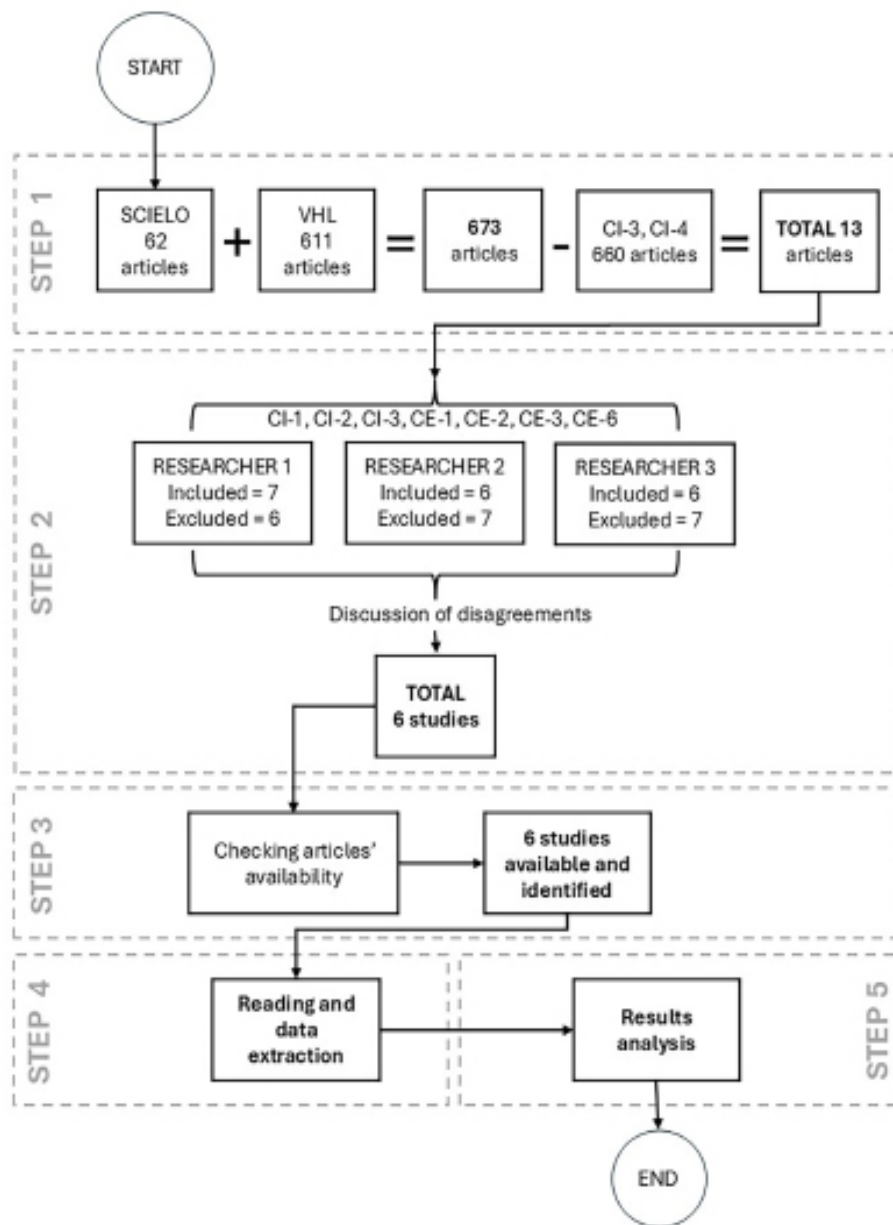 START
STEP 1
SCIELO
62
articles
+
VHL
611
articles
=
673
articles
-
CI-3, CI-4
660 articles
=
TOTAL 13
articles
STEP 2
CI-1, CI-2, CI-3, CE-1, CE-2, CE-3, CE-6
RESEARCHER 1
Included = 7
Excluded = 6
RESEARCHER 2
Included = 6
Excluded = 7
RESEARCHER 3
Included = 6
Excluded = 7
Discussion of disagreements
TOTAL
6 studies
STEP 3
Checking articles'
availability
6 studies
available and
identified
STEP 4
Reading and
data
extraction
Results
analysis
STEP 5
END